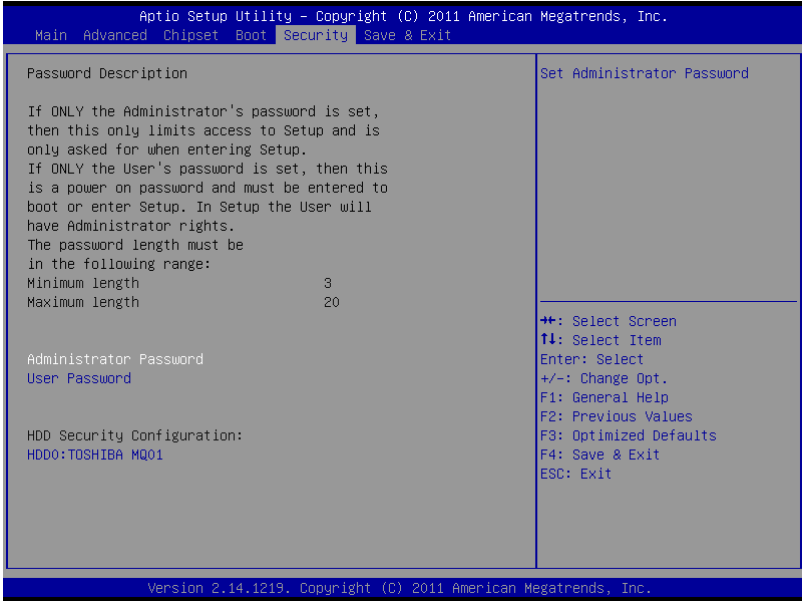 Aptio Setup Utility – Copyright (C) 2011 American Megatrends, Inc.
Main Advanced Chipset Boot Security Save & Exit
Password Description
If ONLY the Administrator's password is set,
then this only limits access to Setup and is
only asked for when entering Setup.
If ONLY the User's password is set, then this
is a power on password and must be entered to
boot or enter Setup. In Setup the User will
have Administrator rights.
The password length must be
in the following range:
Minimum length 3
Maximum length 20
Administrator Password
User Password
HDD Security Configuration:
HDD0:TOSHIBA MQ01
Set Administrator Password
→←: Select Screen
↑↓: Select Item
Enter: Select
+/-: Change Opt.
F1: General Help
F2: Previous Values
F3: Optimized Defaults
F4: Save & Exit
ESC: Exit
Version 2.14.1219. Copyright (C) 2011 American Megatrends, Inc.